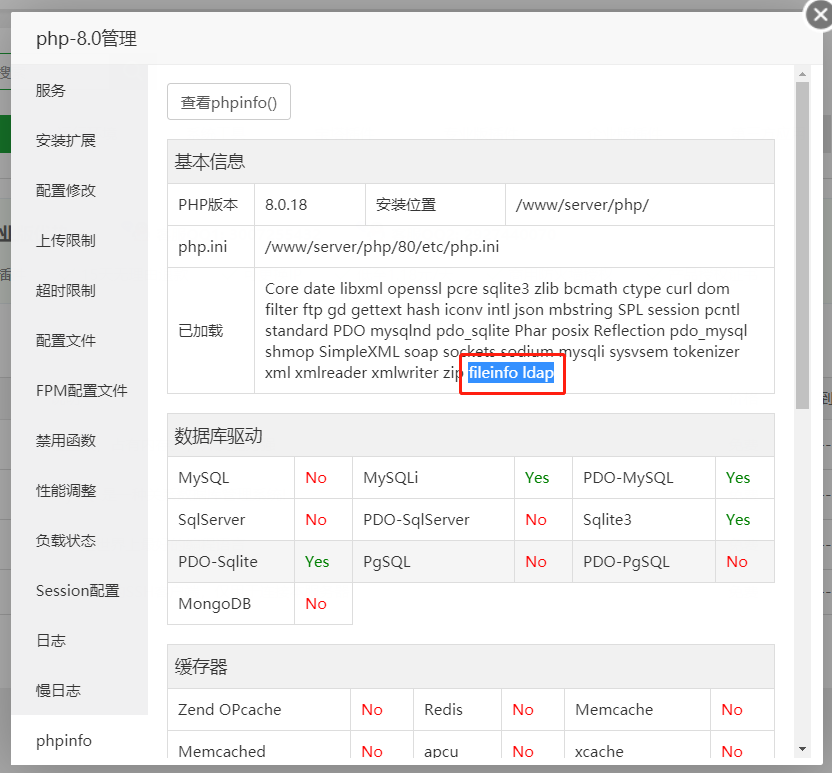 php-8.0管理
服务
安装扩展
配置修改
上传限制
超时限制
配置文件
FPM配置文件
禁用函数
性能调整
负载状态
Session配置
日志
慢日志
phpinfo
查看phpinfo()
基本信息
PHP版本 8.0.18 安装位置 /www/server/php/
php.ini /www/server/php/80/etc/php.ini
已加载
Core date libxml openssl pcre sqlite3 zlib bcmath ctype curl dom
filter ftp gd gettext hash iconv intl json mbstring SPL session pcntl
standard PDO mysqlnd pdo_sqlite Phar posix Reflection pdo_mysql
shmop SimpleXML soap sockets sodium mysqli sysvsem tokenizer
xml xmlreader xmlwriter zip fileinfo ldap
数据库驱动
MySQL No MySQLi Yes PDO-MySQL Yes
SqlServer No PDO-SqlServer No Sqlite3 Yes
PDO-Sqlite Yes PgSQL No PDO-PgSQL No
MongoDB No
缓存器
Zend OPcache No Redis No Memcache No
Memcached No apcu No xcache No